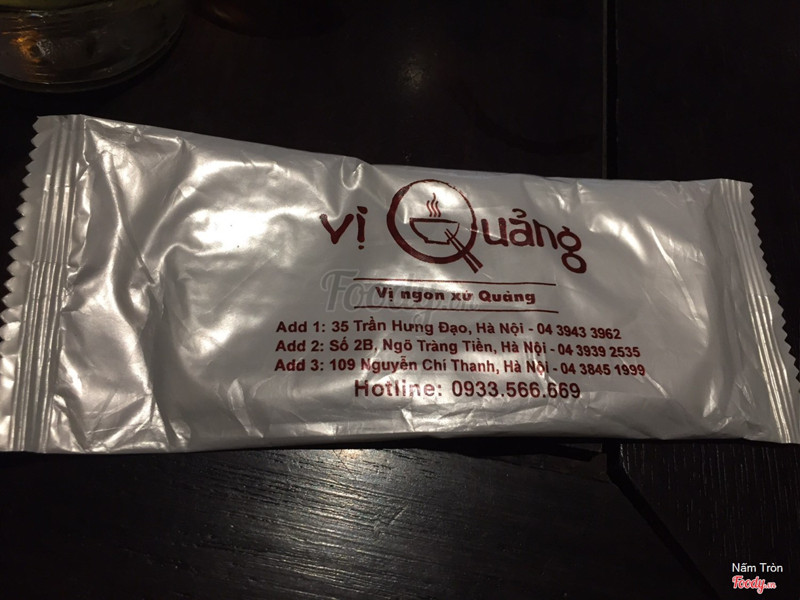 vị Quảng
Vị ngon xứ Quảng
Add 1: 35 Trần Hưng Đạo, Hà Nội - 04 3943 3962
Add 2: Số 2B, Ngõ Tràng Tiền, Hà Nội - 04 3939 2535
Add 3: 109 Nguyễn Chí Thanh, Hà Nội - 04 3845 1999
Hotline: 0933.566.669
Foody.vn
Nấm Tròn
Foody.vn